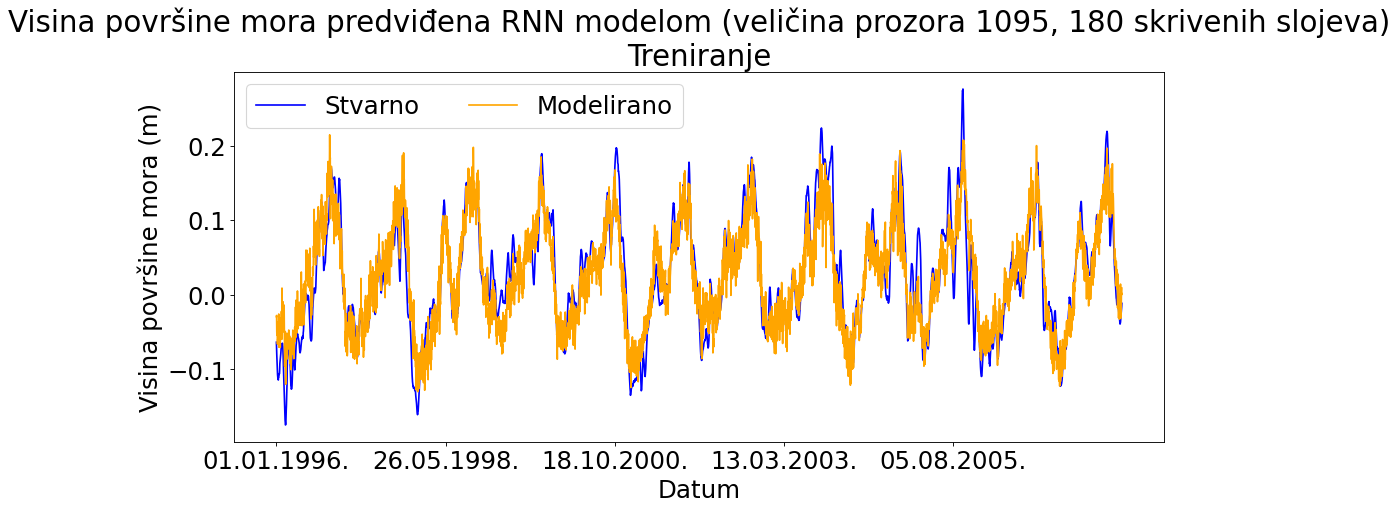 Visina površine mora predviđena RNN modelom (veličina prozora 1095, 180 skrivenih slojeva)
Treniranje
Stvarno
Modelirano
Visina površine mora (m)
0.2
0.1
0.0
−0.1
01.01.1996.
26.05.1998.
18.10.2000.
13.03.2003.
05.08.2005.
Datum